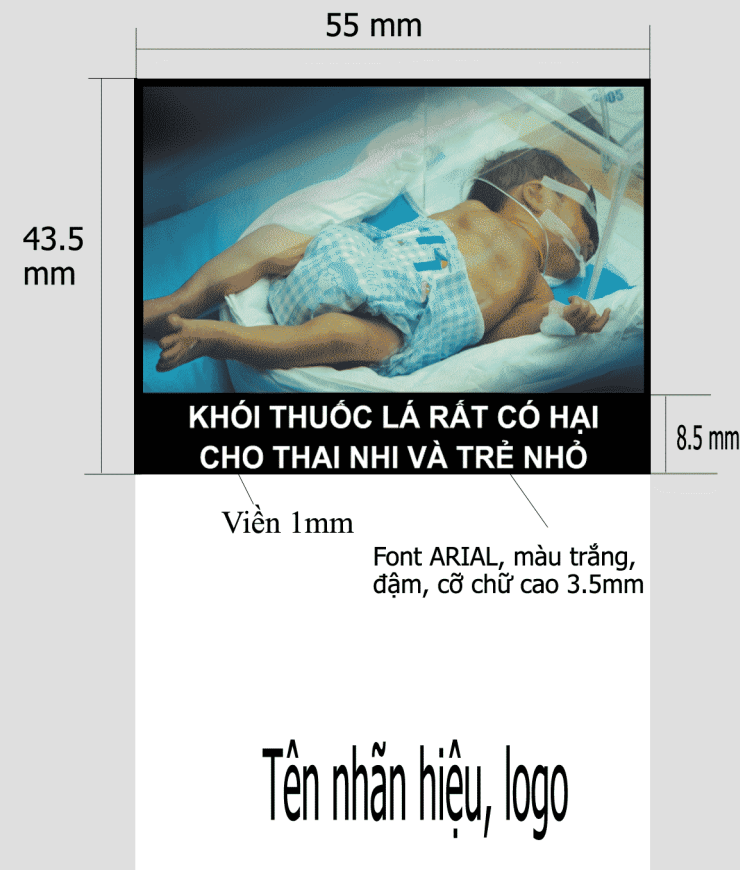 55 mm
43.5
mm
KHÓI THUỐC LÁ RẤT CÓ HẠI
CHO THAI NHI VÀ TRẺ NHỎ
8.5 mm
Viền 1mm
Font ARIAL, màu trắng,
đậm, cỡ chữ cao 3.5mm
Tên nhãn hiệu, logo